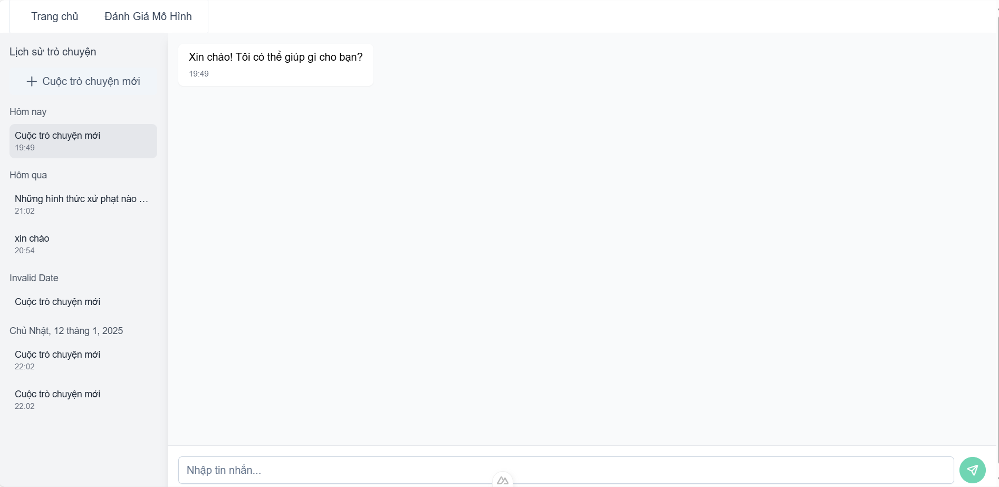 Trang chủ
Đánh Giá Mô Hình
Lịch sử trò chuyện
Cuộc trò chuyện mới
Hôm nay
Cuộc trò chuyện mới
19:49
Hôm qua
Những hình thức xử phạt nào ...
21:02
xin chào
20:54
Invalid Date
Cuộc trò chuyện mới
Chủ Nhật, 12 tháng 1, 2025
Cuộc trò chuyện mới
22:02
Cuộc trò chuyện mới
22:02
Xin chào! Tôi có thể giúp gì cho bạn?
19:49
Nhập tin nhắn...